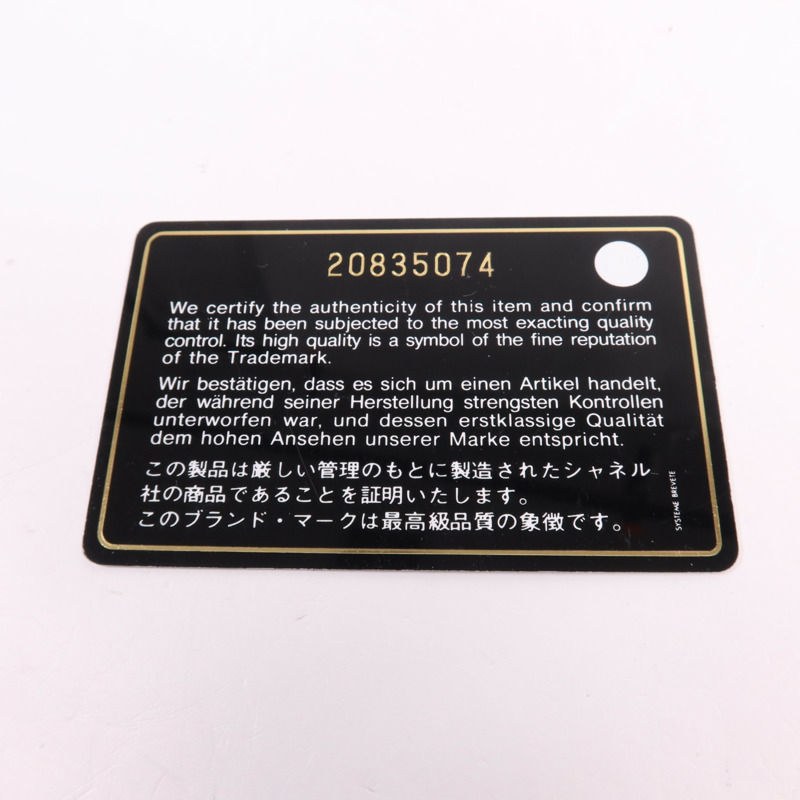 20835074
We certify the authenticity of this item and confirm
that it has been subjected to the most exacting quality
control. Its high quality is a symbol of the fine reputation
of the Trademark.
Wir bestätigen, dass es sich um einen Artikel handelt,
der während seiner Herstellung strengsten Kontrollen
unterworfen war, und dessen erstklassige Qualität
dem hohen Ansehen unserer Marke entspricht.
この製品は厳しい管理のもとに製造されたシャネル
社の商品であることを証明いたします。
このブランド・マークは最高級品質の象徴です。
SYSTEME BREVETE